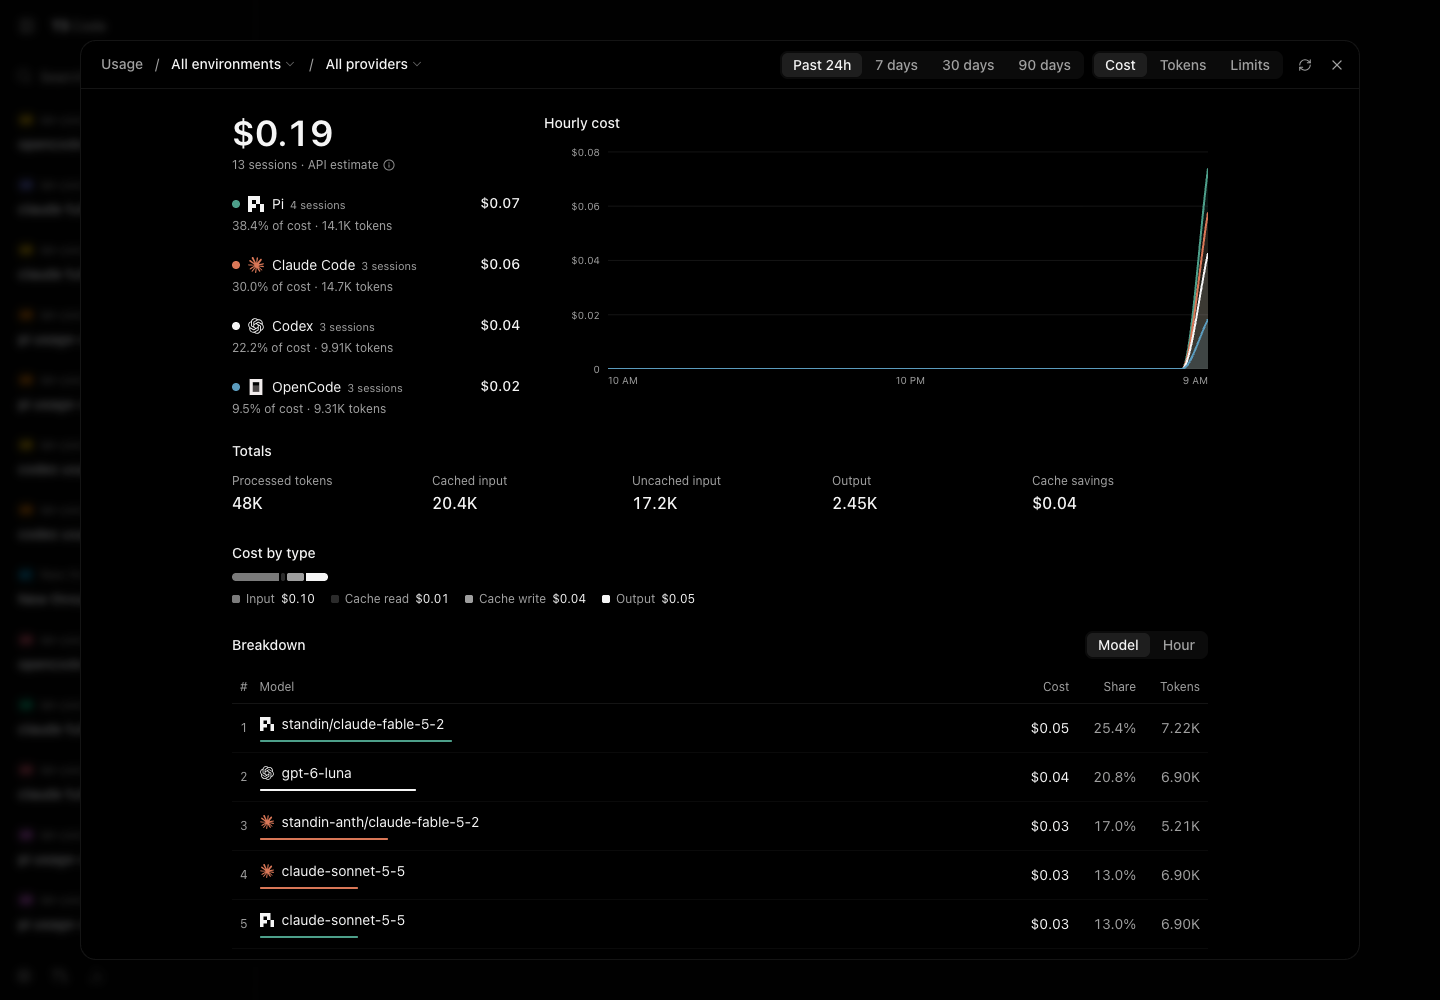 Usage / All environments / All providers
Past 24h 7 days 30 days 90 days Cost Tokens Limits
$0.19
13 sessions · API estimate
Pi 4 sessions $0.07
38.4% of cost · 14.1K tokens
Claude Code 3 sessions $0.06
30.0% of cost · 14.7K tokens
Codex 3 sessions $0.04
22.2% of cost · 9.91K tokens
OpenCode 3 sessions $0.02
9.5% of cost · 9.31K tokens
Hourly cost
$0.08
$0.06
$0.04
$0.02
0
10 AM 10 PM 9 AM
Totals
Processed tokens Cached input Uncached input Output Cache savings
48K 20.4K 17.2K 2.45K $0.04
Cost by type
Input $0.10 Cache read $0.01 Cache write $0.04 Output $0.05
Breakdown Model Hour
# Model Cost Share Tokens
1 standin/claude-fable-5-2 $0.05 25.4% 7.22K
2 gpt-6-luna $0.04 20.8% 6.90K
3 standin-anth/claude-fable-5-2 $0.03 17.0% 5.21K
4 claude-sonnet-5-5 $0.03 13.0% 6.90K
5 claude-sonnet-5-5 $0.03 13.0% 6.90K